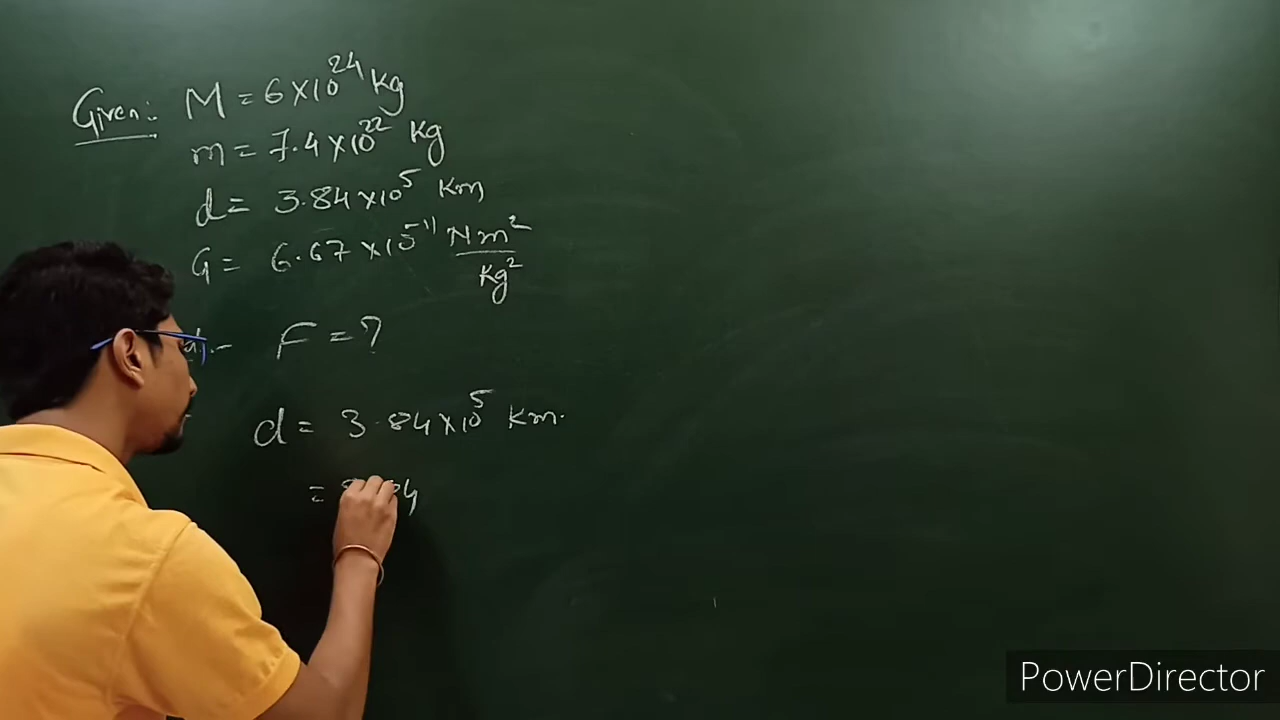 Given:- M = 6×10²⁴ Kg
m = 7.4×10²² Kg
d = 3.84×10⁵ Km
G = 6.67×10⁻¹¹ Nm²/Kg²
F = ?
d = 3.84×10⁵ Km.
=
PowerDirector